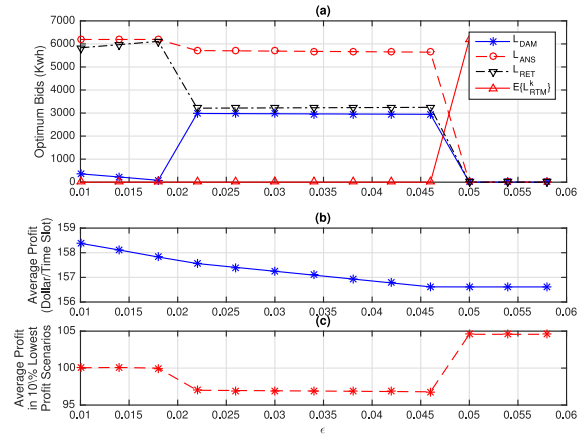 (a)
7000
6000
5000
4000
3000
2000
1000
0
Optimum Bids (Kwh)
L_DAM
L_ANS
L_RET
E{L^k_RTM}
0.01 0.015 0.02 0.025 0.03 0.035 0.04 0.045 0.05 0.055 0.06
(b)
159
158
157
156
Average Profit
(Dollar/Time Slot)
0.01 0.015 0.02 0.025 0.03 0.035 0.04 0.045 0.05 0.055 0.06
(c)
105
100
95
Average Profit
in 10\% Lowest
Profit Scenarios
0.01 0.015 0.02 0.025 0.03 0.035 0.04 0.045 0.05 0.055 0.06
ϵ